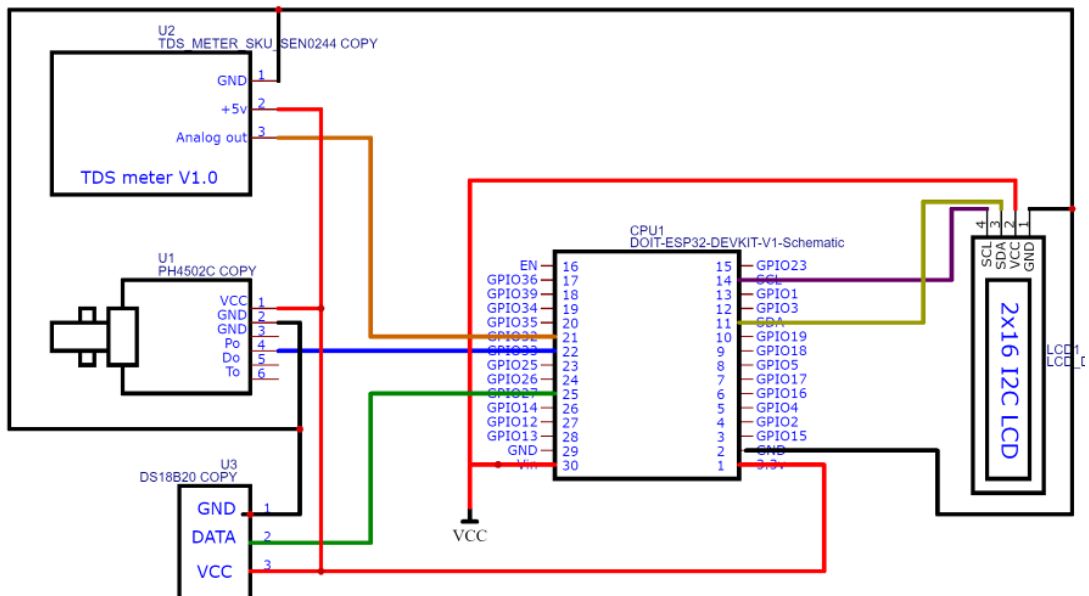 U2
TDS_METER_SKU_SEN0244 COPY
GND 1
+5v 2
Analog out 3
TDS meter V1.0
U1
PH4502C COPY
VCC 1
GND 2
GND 3
Po 4
Do 5
To 6
U3
DS18B20 COPY
GND 1
DATA 2
VCC 3
CPU1
DOIT-ESP32-DEVKIT-V1-Schematic
EN 16 15 GPIO23
GPIO36 17 14 SCL
GPIO39 18 13 GPIO1
GPIO34 19 12 GPIO3
GPIO35 20 11 SDA
GPIO32 21 10 GPIO19
GPIO33 22 9 GPIO18
GPIO25 23 8 GPIO5
GPIO26 24 7 GPIO17
GPIO27 25 6 GPIO16
GPIO14 26 5 GPIO4
GPIO12 27 4 GPIO2
GPIO13 28 3 GPIO15
GND 29 2 GND
Vin 30 1 3.3v
VCC
4 3 2 1
SCL
SDA
VCC
GND
2x16 I2C LCD
LCD1
LCD_D